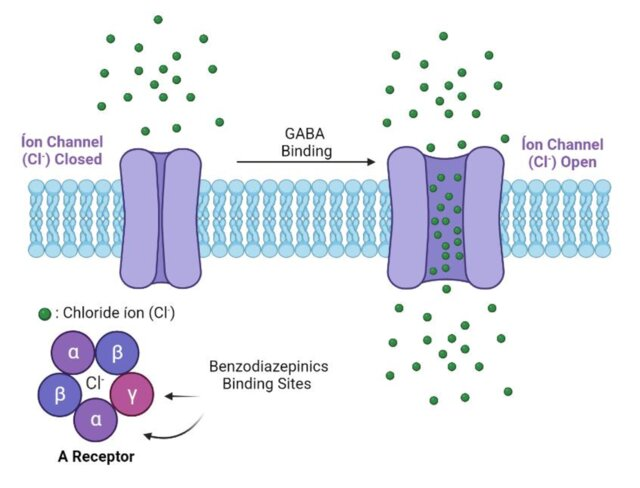 GABA
Binding
Íon Channel
(Cl⁻) Closed
Íon Channel
(Cl⁻) Open
: Chloride íon (Cl⁻)
α
β
β
Cl⁻
γ
α
Benzodiazepinics
Binding Sites
A Receptor